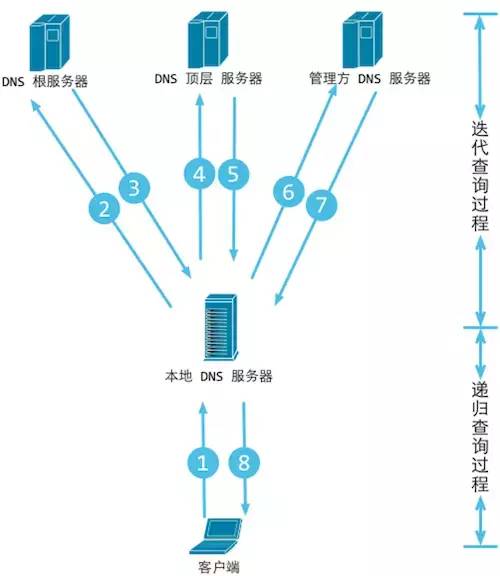 DNS 根服务器
DNS 顶层 服务器
管理方 DNS 服务器
迭代查询过程
2
3
4
5
6
7
本地 DNS 服务器
递归查询过程
1
8
客户端